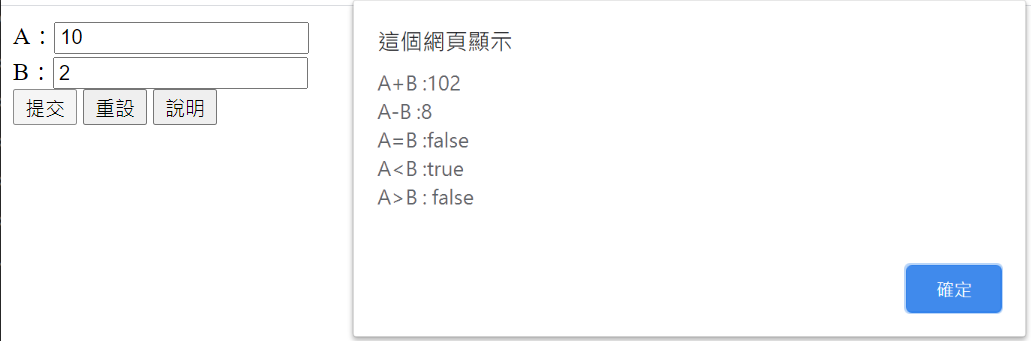 A：10
B：2
提交 重設 說明
這個網頁顯示
A+B :102
A-B :8
A=B :false
A<B :true
A>B : false
確定